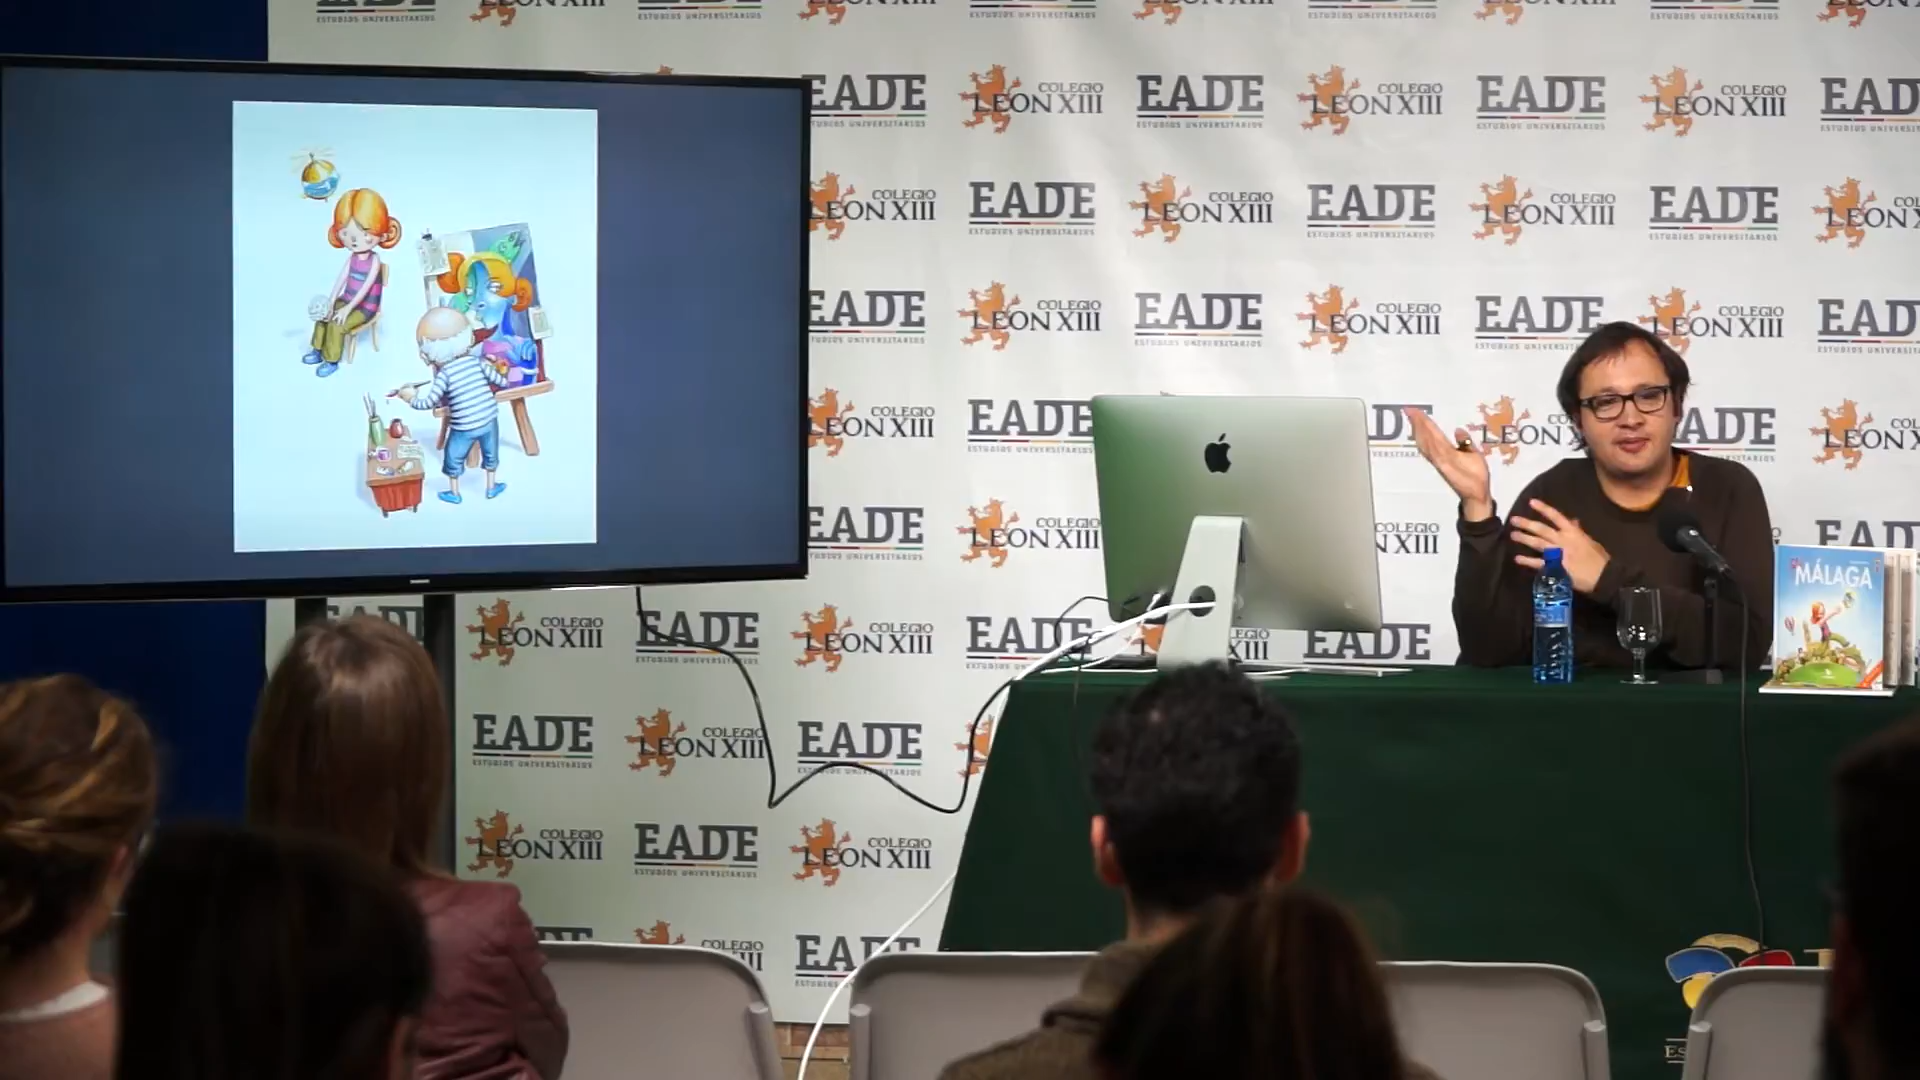 EADE
ESTUDIOS UNIVERSITARIOS
COLEGIO
LEON XIII
MÁLAGA